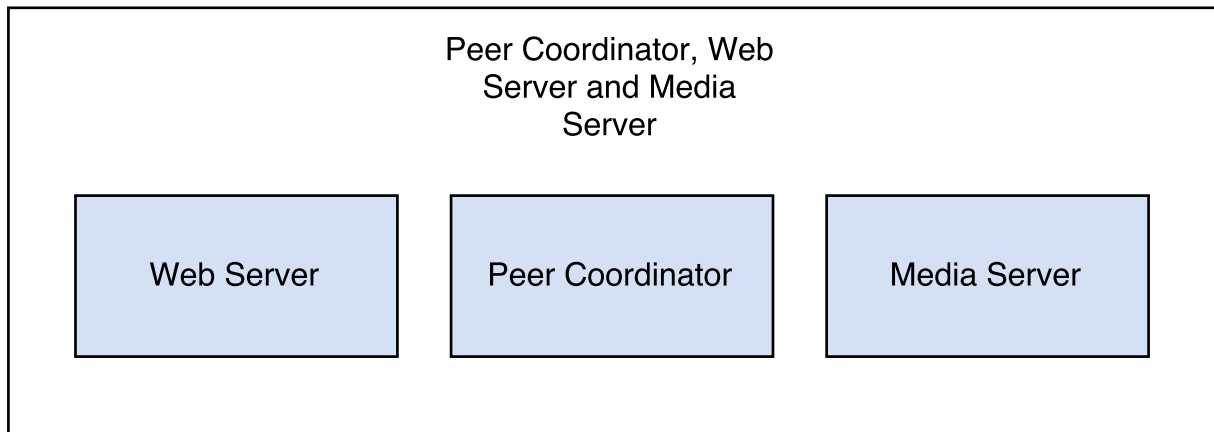 Peer Coordinator, Web
Server and Media
Server
Web Server
Peer Coordinator
Media Server